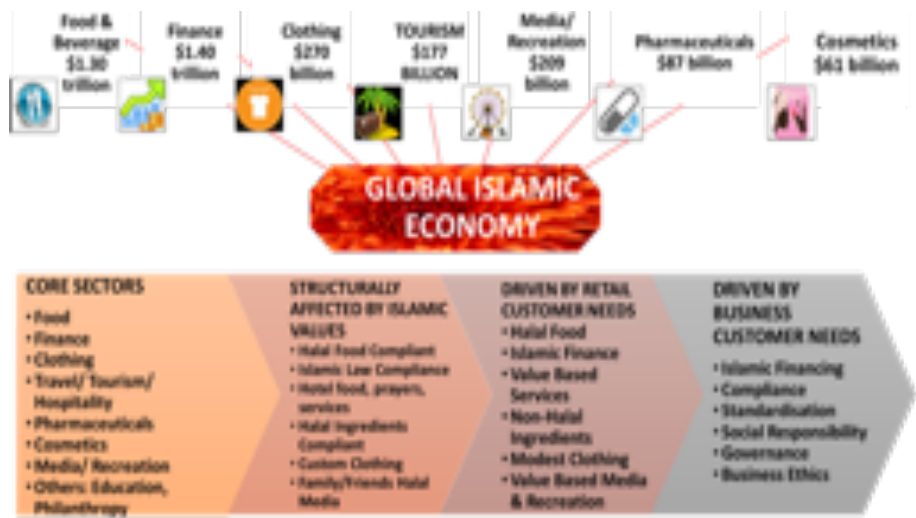 Food &
Beverage
$1.30
trillion
Finance
$1.40
trillion
Clothing
$270
billion
TOURISM
$177
BILLION
Media/
Recreation
$209
billion
Pharmaceuticals
$87 billion
Cosmetics
$61 billion
GLOBAL ISLAMIC
ECONOMY
CORE SECTORS
• Food
• Finance
• Clothing
• Travel/ Tourism/
Hospitality
• Pharmaceuticals
• Cosmetics
• Media/ Recreation
• Others: Education,
Philanthropy
STRUCTURALLY
AFFECTED BY ISLAMIC
VALUES
• Halal Food Compliant
• Islamic Law Compliance
• Hotel food, prayers,
services
• Halal Ingredients
Compliant
• Custom Clothing
• Family/Friends Halal
Media
DRIVEN BY RETAIL
CUSTOMER NEEDS
• Halal Food
• Islamic Finance
• Value Based
Services
• Non-Halal
Ingredients
• Modest Clothing
• Value Based Media
& Recreation
DRIVEN BY
BUSINESS
CUSTOMER NEEDS
• Islamic Financing
• Compliance
• Standardisation
• Social Responsibility
• Governance
• Business Ethics